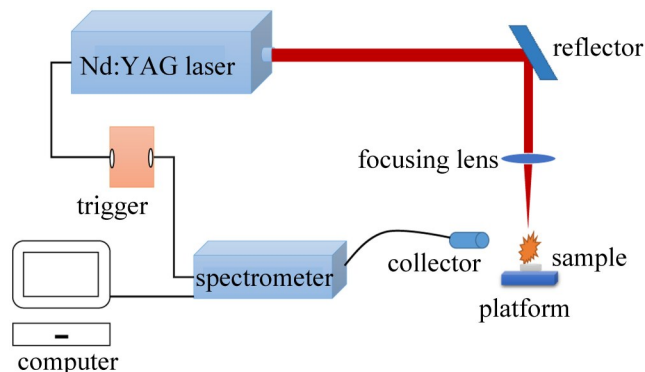 Nd:YAG laser
reflector
focusing lens
trigger
spectrometer
collector
sample
platform
computer